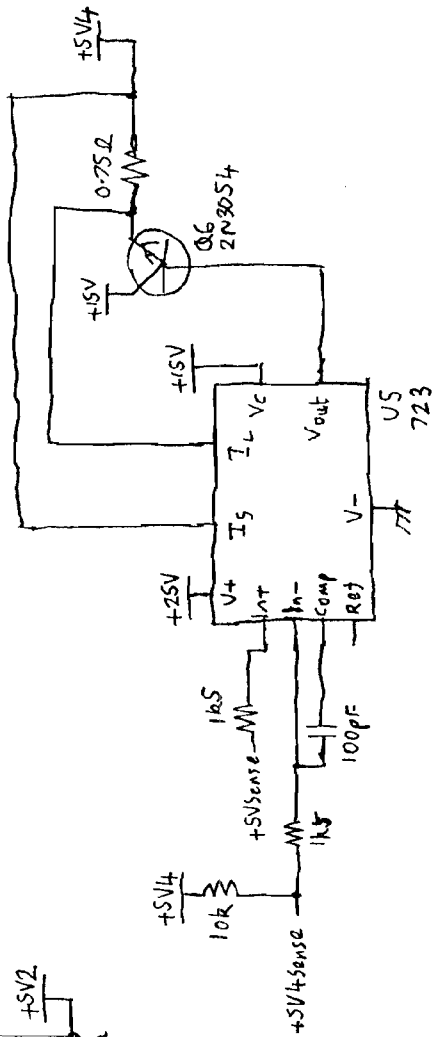 +5V2
+5V4
+15V
0.75Ω
+25V
+15V
Q6
2N3054
V+
IS
IL
VC
1k5
+5VSense
In+
+5V4
In-
Comp
Ref
Vout
V-
10k
+5V4Sense
1k5
100pF
U5
723